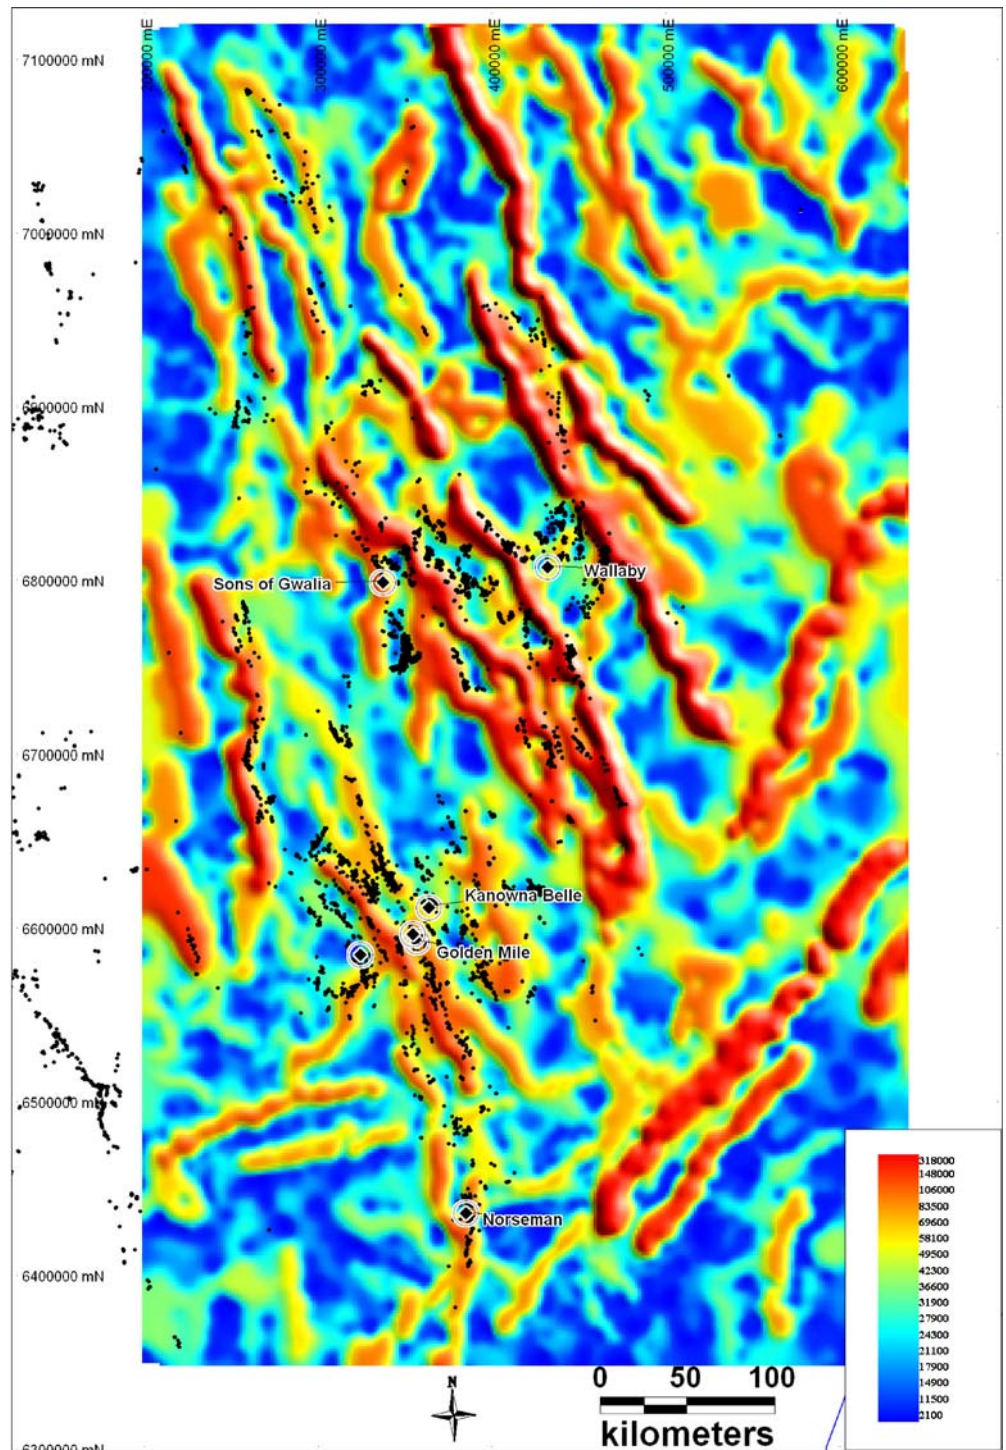 200000 mE
300000 mE
400000 mE
500000 mE
600000 mE
7100000 mN
7000000 mN
6900000 mN
6800000 mN
Sons of Gwalia
Wallaby
6700000 mN
Kanowna Belle
6600000 mN
Golden Mile
6500000 mN
Norseman
6400000 mN
318000
148000
106000
83500
69600
58100
49500
42300
36600
31900
27900
24300
21100
17900
14900
11500
2100
N
0 50 100
kilometers
6300000 mN